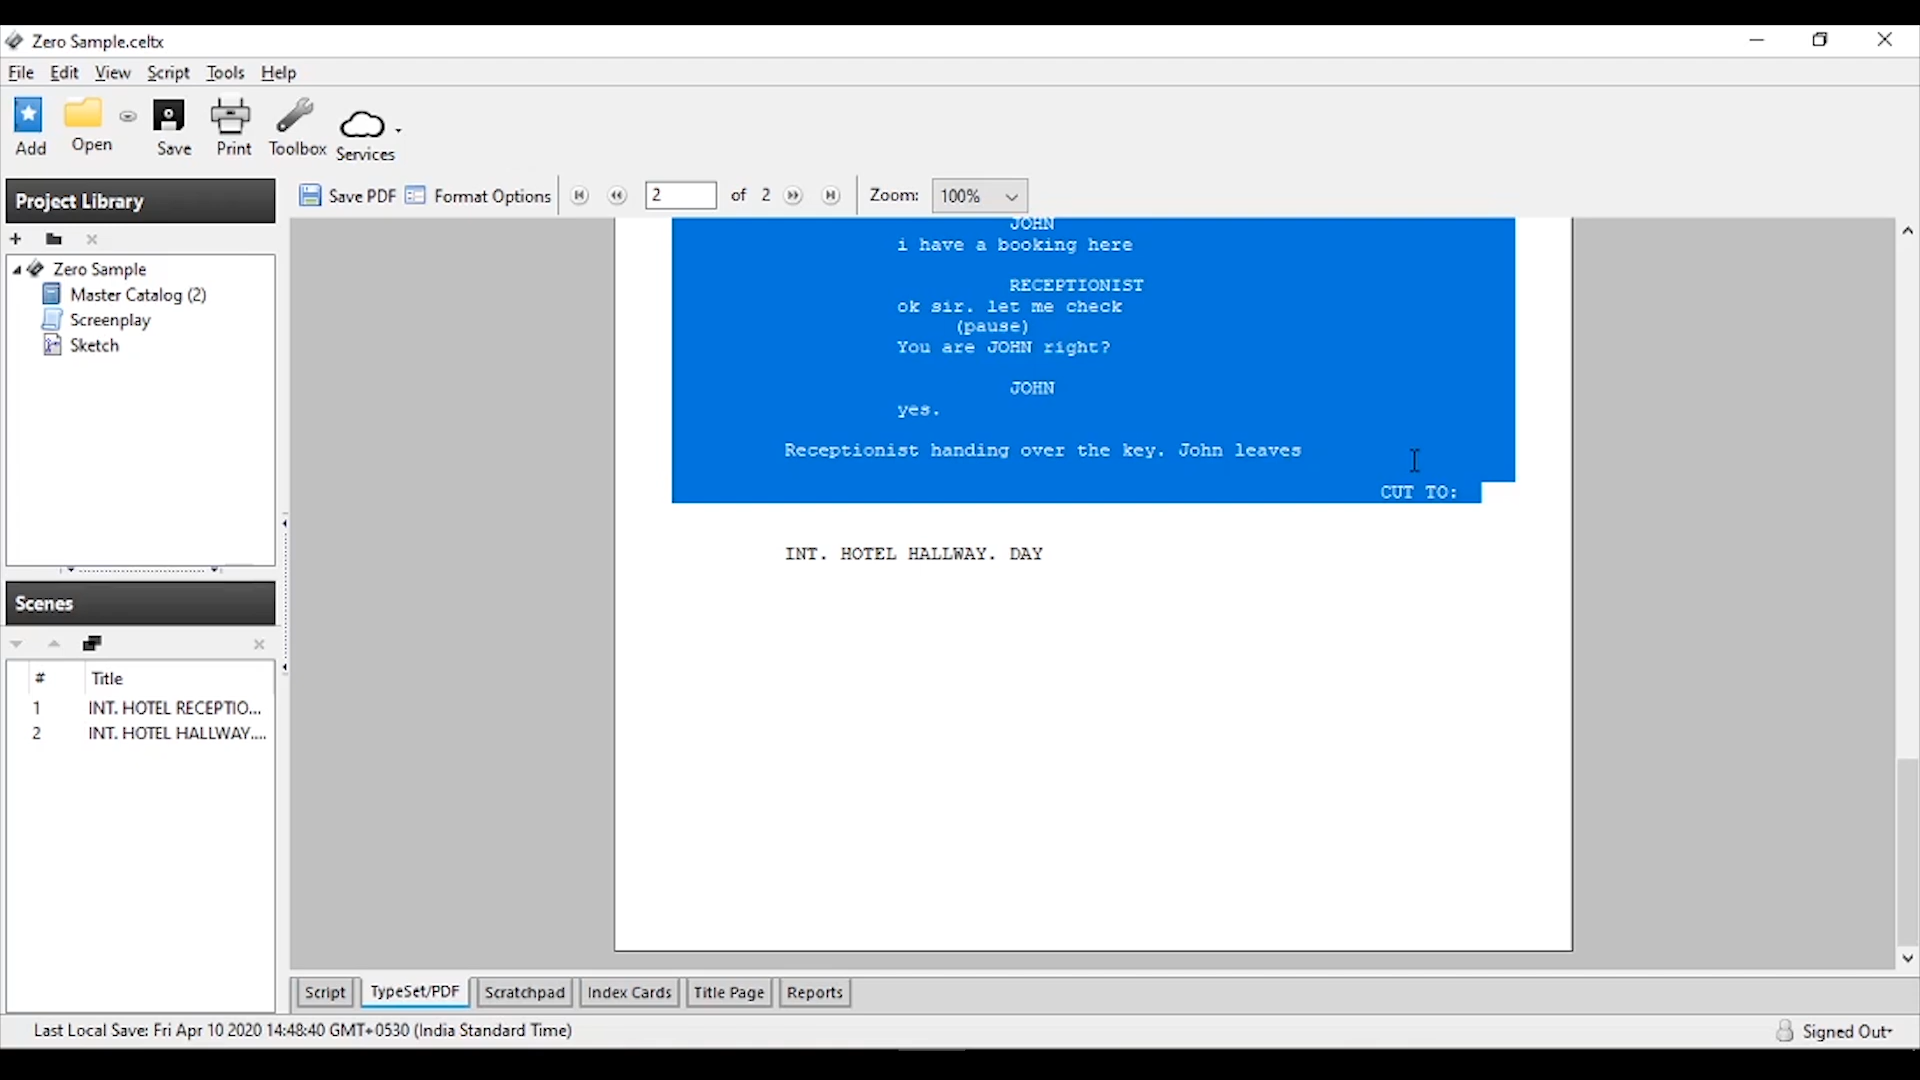 Zero Sample.celtx
File Edit View Script Tools Help
Add Open Save Print Toolbox Services
Project Library
Save PDF Format Options 2 of 2 Zoom: 100%
Zero Sample
Master Catalog (2)
Screenplay
Sketch
JOHN
i have a booking here
RECEPTIONIST
ok sir. let me check
(pause)
You are JOHN right?
JOHN
yes.
Receptionist handing over the key. John leaves
CUT TO:
INT. HOTEL HALLWAY. DAY
Scenes
# Title
1 INT. HOTEL RECEPTIO...
2 INT. HOTEL HALLWAY....
Script TypeSet/PDF Scratchpad Index Cards Title Page Reports
Last Local Save: Fri Apr 10 2020 14:48:40 GMT+0530 (India Standard Time)
Signed Out